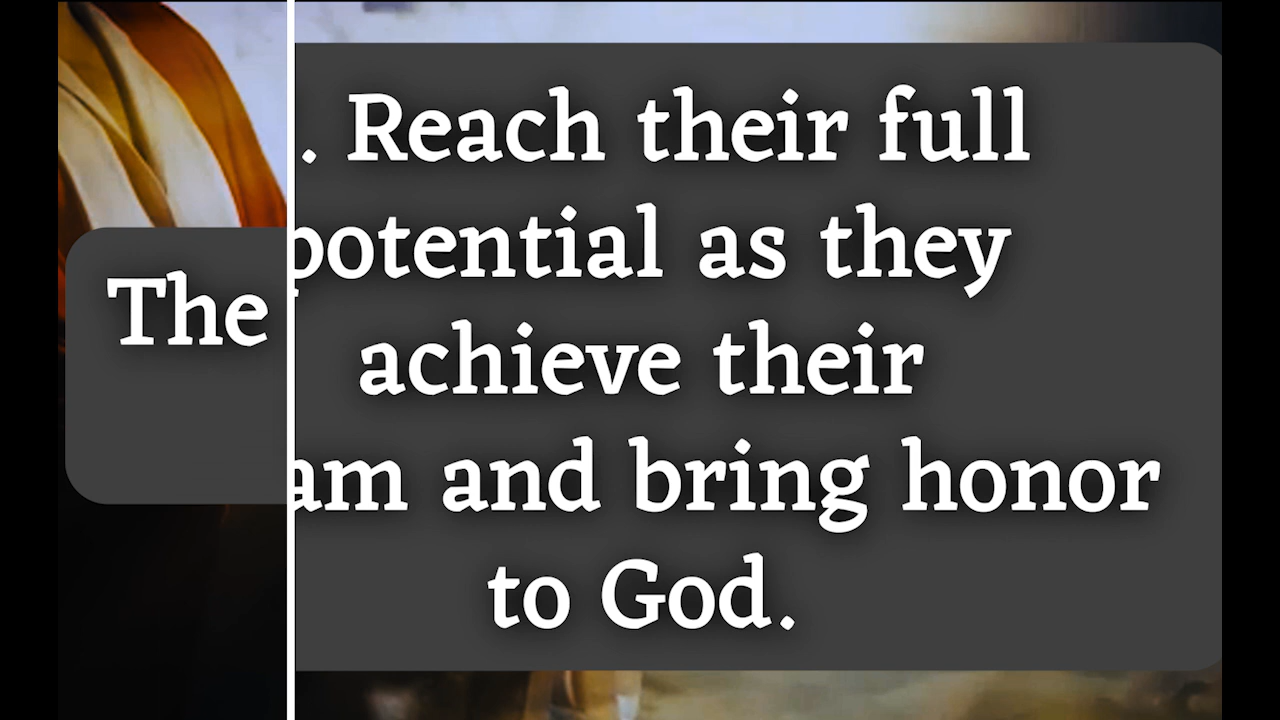 The
. Reach their full
potential as they
achieve their
am and bring honor
to God.